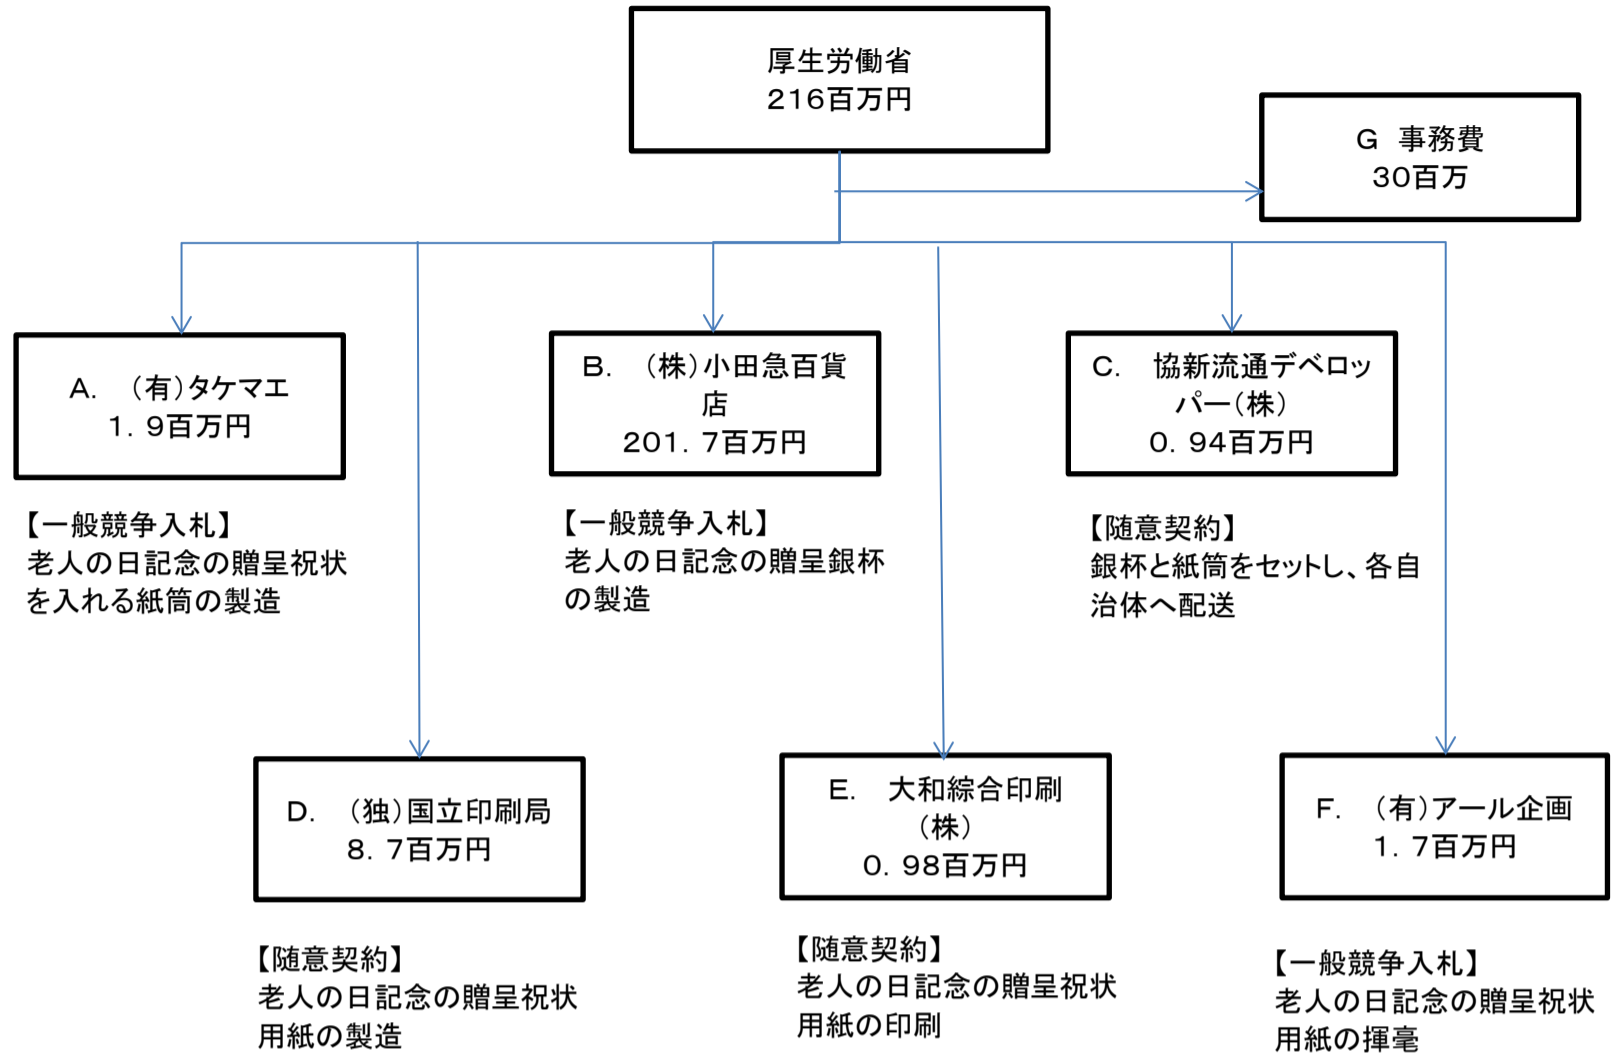 厚生労働省
216百万円
G　事務費
30百万
A.　（有）タケマエ
1．9百万円
B.　（株）小田急百貨
店
201．7百万円
C.　協新流通デベロッ
パー（株）
0．94百万円
【一般競争入札】
老人の日記念の贈呈祝状
を入れる紙筒の製造
【一般競争入札】
老人の日記念の贈呈銀杯
の製造
【随意契約】
銀杯と紙筒をセットし、各自
治体へ配送
D.　（独）国立印刷局
8．7百万円
E.　大和綜合印刷
（株）
0．98百万円
F.　（有）アール企画
1．7百万円
【随意契約】
老人の日記念の贈呈祝状
用紙の製造
【随意契約】
老人の日記念の贈呈祝状
用紙の印刷
【一般競争入札】
老人の日記念の贈呈祝状
用紙の揮毫